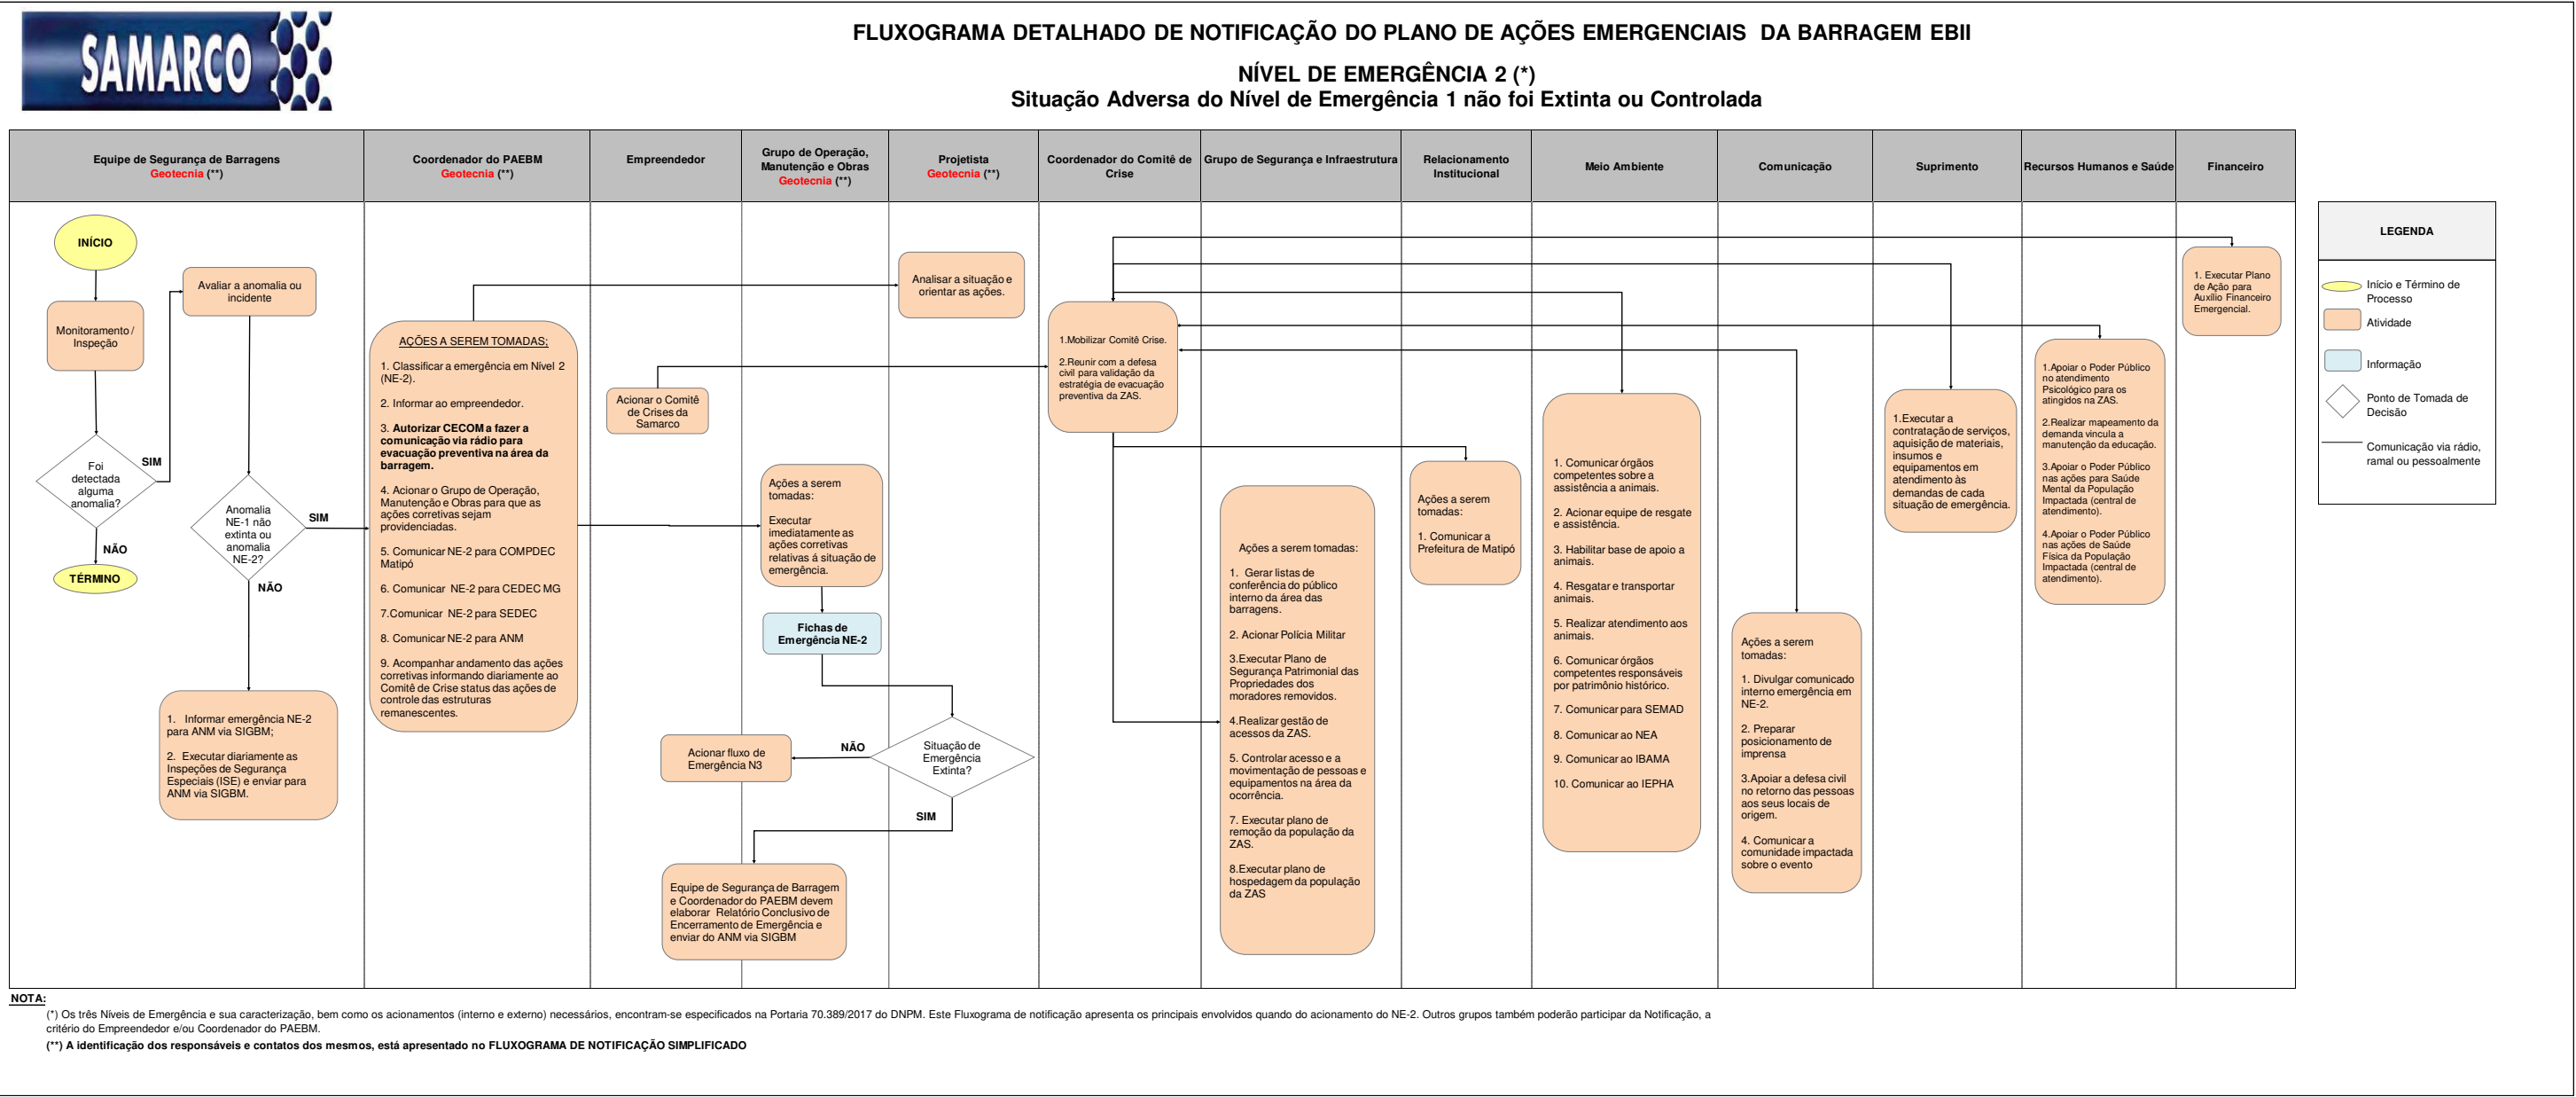 SAMARCO
FLUXOGRAMA DETALHADO DE NOTIFICAÇÃO DO PLANO DE AÇÕES EMERGENCIAIS DA BARRAGEM EBII
NÍVEL DE EMERGÊNCIA 2 (*)
Situação Adversa do Nível de Emergência 1 não foi Extinta ou Controlada
Equipe de Segurança de Barragens
Geotecnia (**)
Coordenador do PAEBM
Geotecnia (**)
Empreendedor
Grupo de Operação,
Manutenção e Obras
Geotecnia (**)
Projetista
Geotecnia (**)
Coordenador do Comitê de
Crise
Grupo de Segurança e Infraestrutura
Relacionamento
Institucional
Meio Ambiente
Comunicação
Suprimento
Recursos Humanos e Saúde
Financeiro
INÍCIO
Monitoramento /
Inspeção
Foi
detectada
alguma
anomalia?
SIM
NÃO
TÉRMINO
Avaliar a anomalia ou
incidente
Anomalia
NE-1 não
extinta ou
anomalia
NE-2?
SIM
NÃO
1. Informar emergência NE-2
para ANM via SIGBM;
2. Executar diariamente as
Inspeções de Segurança
Especiais (ISE) e enviar para
ANM via SIGBM.
AÇÕES A SEREM TOMADAS;
1. Classificar a emergência em Nível 2
(NE-2).
2. Informar ao empreendedor.
3. Autorizar CECOM a fazer a
comunicação via rádio para
evacuação preventiva na área da
barragem.
4. Acionar o Grupo de Operação,
Manutenção e Obras para que as
ações corretivas sejam
providenciadas.
5. Comunicar NE-2 para COMPDEC
Matipó
6. Comunicar NE-2 para CEDEC MG
7.Comunicar NE-2 para SEDEC
8. Comunicar NE-2 para ANM
9. Acompanhar andamento das ações
corretivas informando diariamente ao
Comitê de Crise status das ações de
controle das estruturas
remanescentes.
Acionar o Comitê
de Crises da
Samarco
Ações a serem
tomadas:
Executar
imediatamente as
ações corretivas
relativas á situação de
emergência.
Fichas de
Emergência NE-2
Acionar fluxo de
Emergência N3
NÃO
Situação de
Emergência
Extinta?
SIM
Equipe de Segurança de Barragem
e Coordenador do PAEBM devem
elaborar Relatório Conclusivo de
Encerramento de Emergência e
enviar do ANM via SIGBM
Analisar a situação e
orientar as ações.
1.Mobilizar Comitê Crise.
2.Reunir com a defesa
civil para validação da
estratégia de evacuação
preventiva da ZAS.
Ações a serem tomadas:
1. Gerar listas de
conferência do público
interno da área das
barragens.
2. Acionar Polícia Militar
3.Executar Plano de
Segurança Patrimonial das
Propriedades dos
moradores removidos.
4.Realizar gestão de
acessos da ZAS.
5. Controlar acesso e a
movimentação de pessoas e
equipamentos na área da
ocorrência.
7. Executar plano de
remoção da população da
ZAS.
8.Executar plano de
hospedagem da população
da ZAS
Ações a serem
tomadas:
1. Comunicar a
Prefeitura de Matipó
1. Comunicar órgãos
competentes sobre a
assistência a animais.
2. Acionar equipe de resgate
e assistência.
3. Habilitar base de apoio a
animais.
4. Resgatar e transportar
animais.
5. Realizar atendimento aos
animais.
6. Comunicar órgãos
competentes responsáveis
por patrimônio histórico.
7. Comunicar para SEMAD
8. Comunicar ao NEA
9. Comunicar ao IBAMA
10. Comunicar ao IEPHA
Ações a serem
tomadas:
1. Divulgar comunicado
interno emergência em
NE-2.
2. Preparar
posicionamento de
imprensa
3.Apoiar a defesa civil
no retorno das pessoas
aos seus locais de
origem.
4. Comunicar a
comunidade impactada
sobre o evento
1.Executar a
contratação de serviços,
aquisição de materiais,
insumos e
equipamentos em
atendimento às
demandas de cada
situação de emergência.
1.Apoiar o Poder Público
no atendimento
Psicológico para os
atingidos na ZAS.
2.Realizar mapeamento da
demanda vincula a
manutenção da educação.
3.Apoiar o Poder Público
nas ações para Saúde
Mental da População
Impactada (central de
atendimento).
4.Apoiar o Poder Público
nas ações de Saúde
Física da População
Impactada (central de
atendimento).
1. Executar Plano
de Ação para
Auxílio Financeiro
Emergencial.
LEGENDA
Início e Término de
Processo
Atividade
Informação
Ponto de Tomada de
Decisão
Comunicação via rádio,
ramal ou pessoalmente
NOTA:
(*) Os três Níveis de Emergência e sua caracterização, bem como os acionamentos (interno e externo) necessários, encontram-se especificados na Portaria 70.389/2017 do DNPM. Este Fluxograma de notificação apresenta os principais envolvidos quando do acionamento do NE-2. Outros grupos também poderão participar da Notificação, a
critério do Empreendedor e/ou Coordenador do PAEBM.
(**) A identificação dos responsáveis e contatos dos mesmos, está apresentado no FLUXOGRAMA DE NOTIFICAÇÃO SIMPLIFICADO